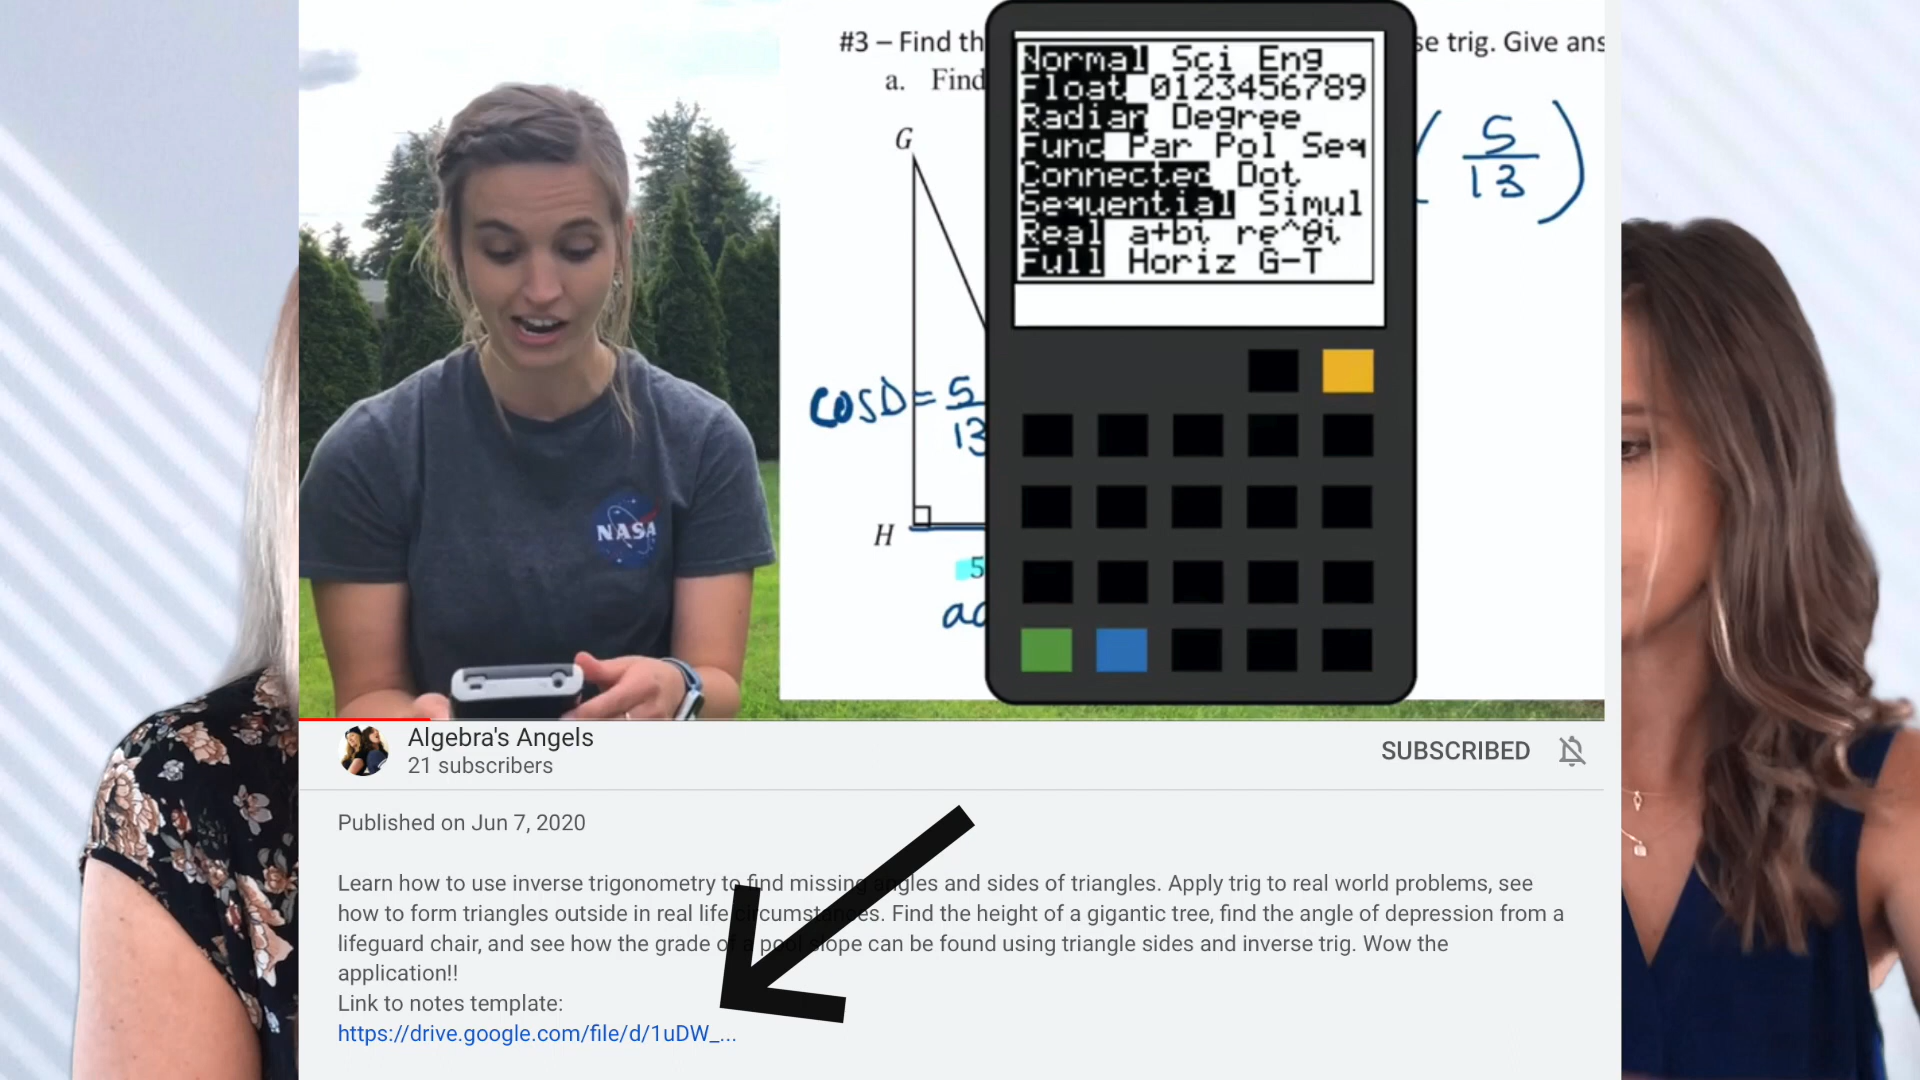 #3 – Find th
se trig. Give ans
a. Find
G
Normal Sci Eng
Float 0123456789
Radian Degree
Func Par Pol Seq
Connected Dot
Sequential Simul
Real a+bi re^θi
Full Horiz G-T
( 5/13 )
cosD = 5/13
NASA
H
5
ad
Algebra's Angels
21 subscribers
SUBSCRIBED
Published on Jun 7, 2020
Learn how to use inverse trigonometry to find missing angles and sides of triangles. Apply trig to real world problems, see
how to form triangles outside in real life circumstances. Find the height of a gigantic tree, find the angle of depression from a
lifeguard chair, and see how the grade of a pool slope can be found using triangle sides and inverse trig. Wow the
application!!
Link to notes template:
https://drive.google.com/file/d/1uDW_...